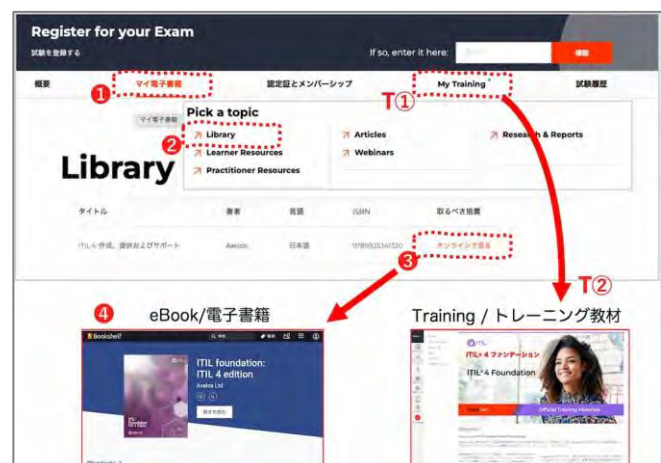 Register for your Exam
試験を登録する
If so, enter it here:
確認
概要
❶
マイ電子書籍
認定証とメンバーシップ
T①
My Training
試験履歴
マイ電子書籍
Pick a topic
❷
Library
Articles
Research & Reports
Library
Learner Resources
Webinars
Practitioner Resources
タイトル
著者
言語
ISBN
取るべき措置
ITIL 4 作成、提供およびサポート
Axelos
日本語
オンラインで見る
❸
T②
❹
eBook/電子書籍
Training / トレーニング教材
Bookshelf
ITIL foundation:
ITIL 4 edition
Axelos Ltd
ITIL
ITIL® 4 ファンデーション
ITIL® 4 Foundation
Official Training Materials